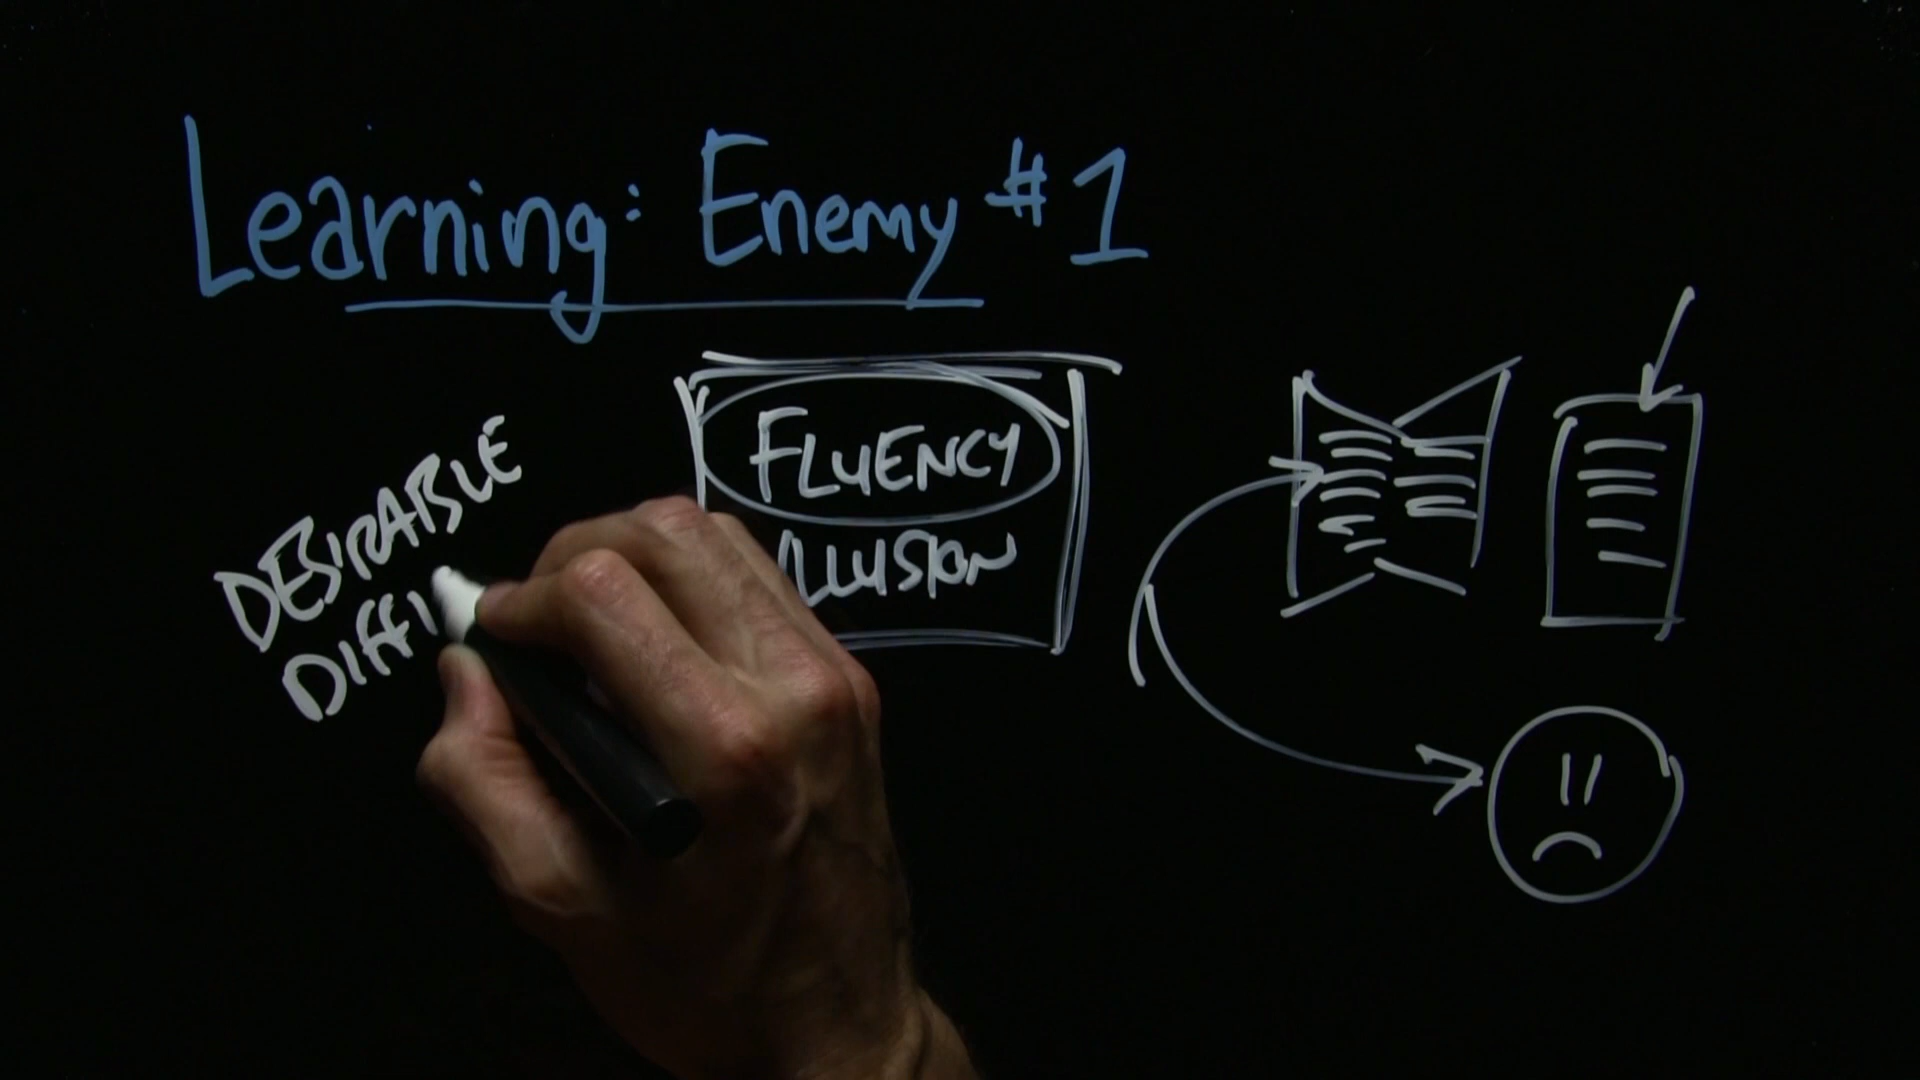 Learning: Enemy #1
FLUENCY
ILLUSION
DESIRABLE
DIFFI